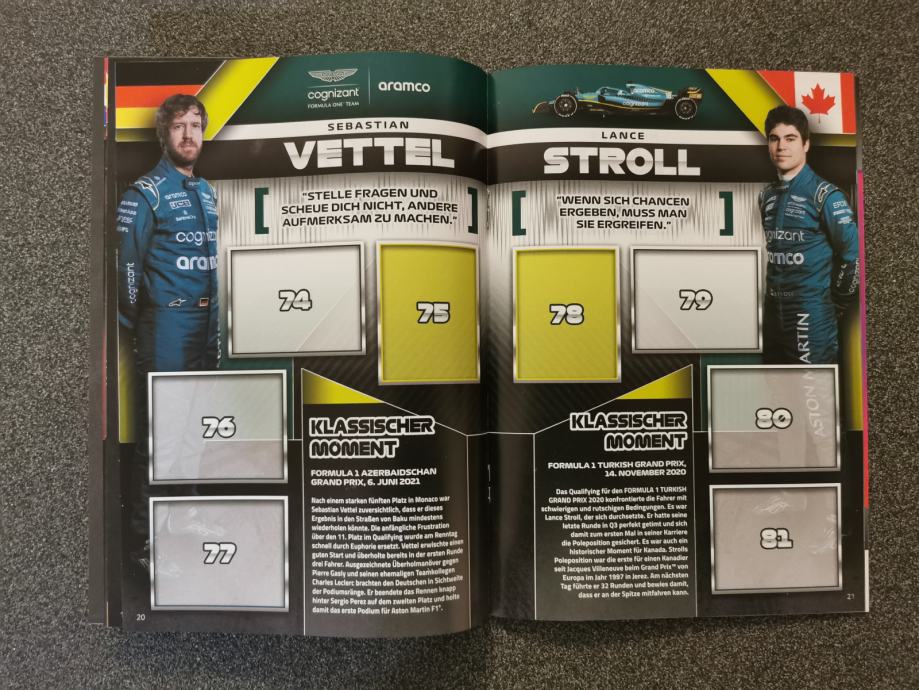 cognizant
FORMULA ONE™ TEAM
aramco
SEBASTIAN
VETTEL
"STELLE FRAGEN UND
SCHEUE DICH NICHT, ANDERE
AUFMERKSAM ZU MACHEN."
aramco
cognizant
aramco
cognizant
74
75
76
77
KLASSISCHER
MOMENT
FORMULA 1 AZERBAIDSCHAN
GRAND PRIX, 6. JUNI 2021
Nach einem starken fünften Platz in Monaco war
Sebastian Vettel zuversichtlich, dass er dieses
Ergebnis in den Straßen von Baku mindestens
wiederholen könnte. Die anfängliche Frustration
über den 11. Platz im Qualifying wurde am Renntag
schnell durch Euphorie ersetzt. Vettel erwischte einen
guten Start und überholte bereits in der ersten Runde
drei Fahrer. Ausgezeichnete Überholmanöver gegen
Pierre Gasly und seinen ehemaligen Teamkollegen
Charles Leclerc brachten den Deutschen in Sichtweite
der Podiumsränge. Er beendete das Rennen knapp
hinter Sergio Perez auf dem zweiten Platz und holte
damit das erste Podium für Aston Martin F1™.
20
cognizant
LANCE
STROLL
"WENN SICH CHANCEN
ERGEBEN, MUSS MAN
SIE ERGREIFEN."
cognizant
aramco
cognizant
ASTON MARTIN
78
79
80
81
KLASSISCHER
MOMENT
FORMULA 1 TURKISH GRAND PRIX,
14. NOVEMBER 2020
Das Qualifying für den FORMULA 1 TURKISH
GRAND PRIX 2020 konfrontierte die Fahrer mit
schwierigen und rutschigen Bedingungen. Es war
Lance Stroll, der sich durchsetzte. Er hatte seine
letzte Runde in Q3 perfekt getimt und sich
damit zum ersten Mal in seiner Karriere
die Poleposition gesichert. Es war auch ein
historischer Moment für Kanada. Strolls
Poleposition war die erste für einen Kanadier
seit Jacques Villeneuve beim Grand Prix™ von
Europa im Jahr 1997 in Jerez. Am nächsten
Tag führte er 32 Runden und bewies damit,
dass er an der Spitze mitfahren kann.
21